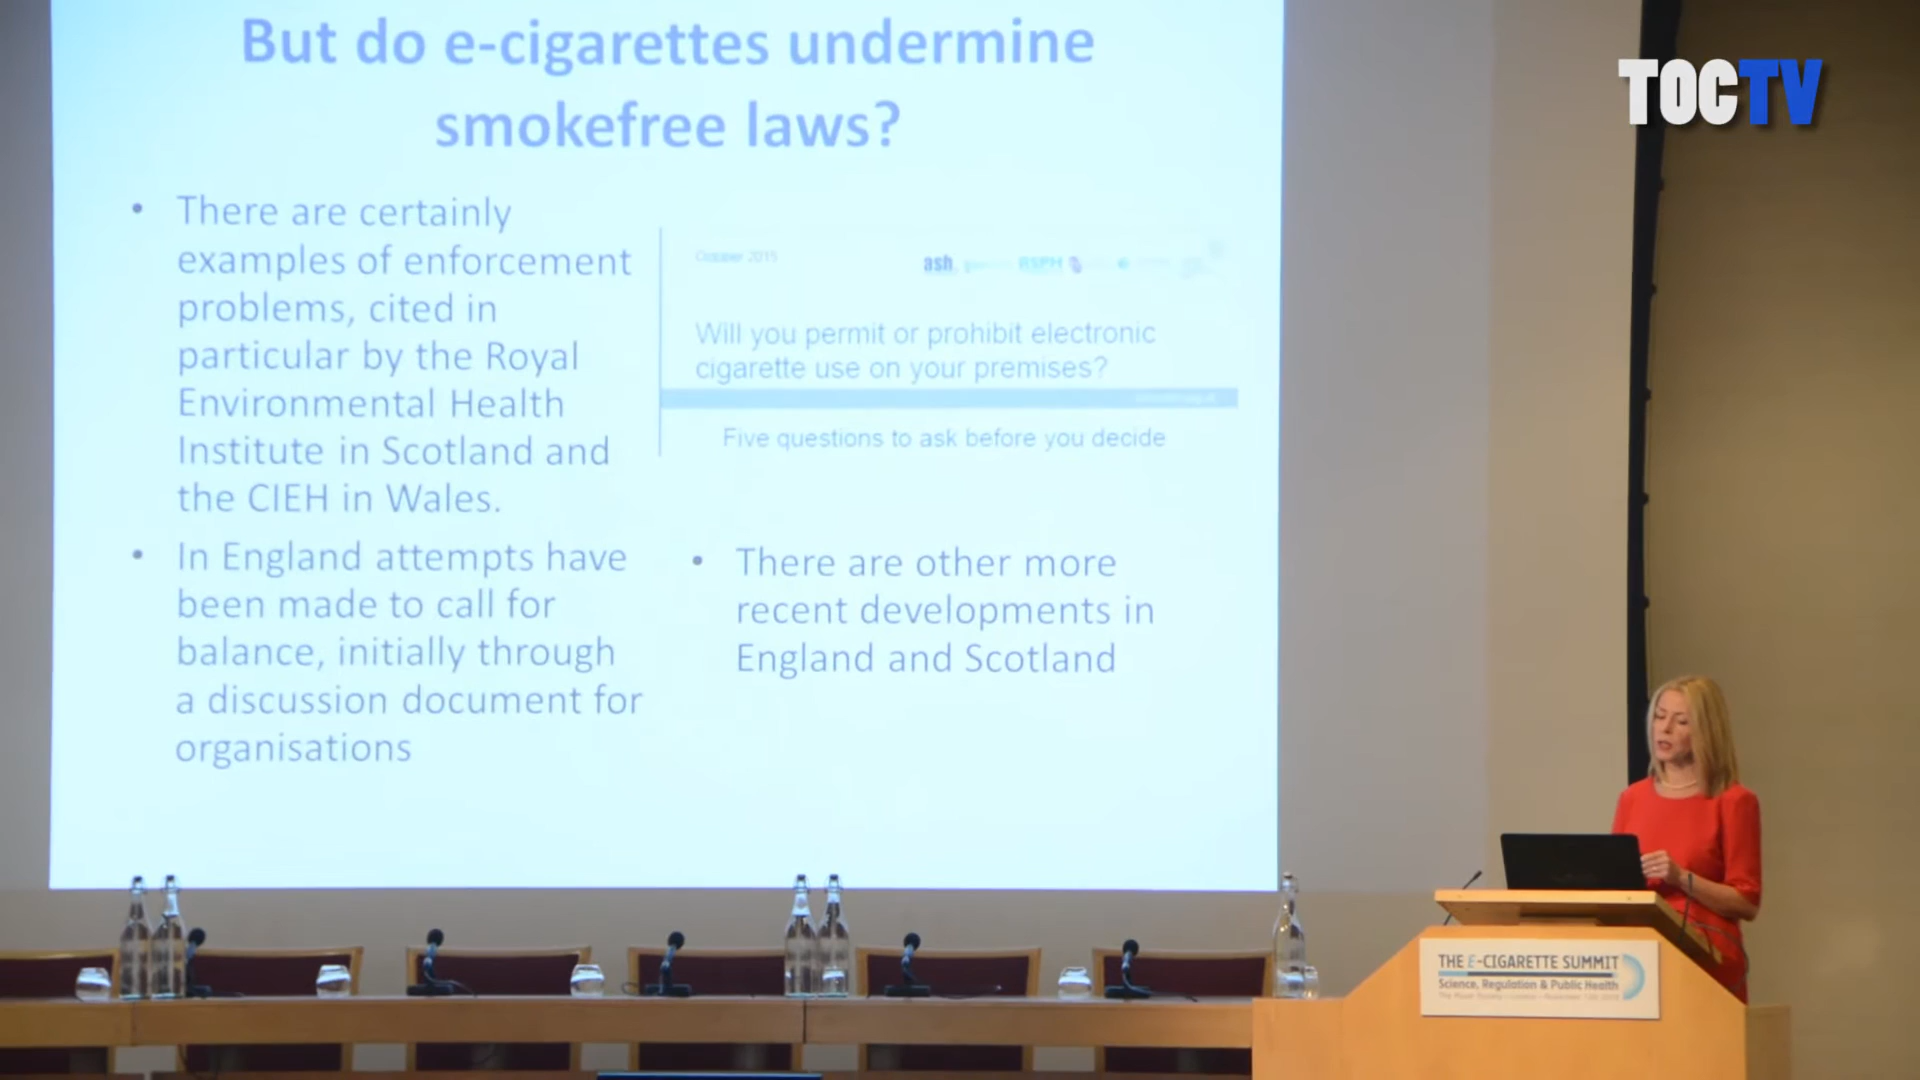 But do e-cigarettes undermine
smokefree laws?
TOCTV
• There are certainly
examples of enforcement
problems, cited in
particular by the Royal
Environmental Health
Institute in Scotland and
the CIEH in Wales.
• In England attempts have
been made to call for
balance, initially through
a discussion document for
organisations
October 2015
ash
RSPH
Will you permit or prohibit electronic
cigarette use on your premises?
Five questions to ask before you decide
• There are other more
recent developments in
England and Scotland
THE E-CIGARETTE SUMMIT
Science, Regulation & Public Health